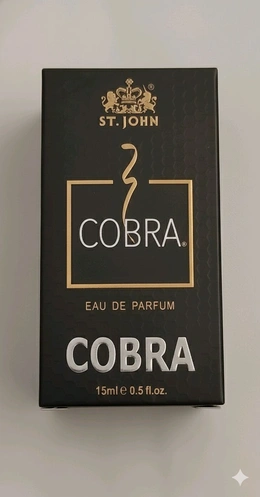 ®
ST. JOHN
COBRA®
EAU DE PARFUM
COBRA
15ml e 0.5 fl.oz.